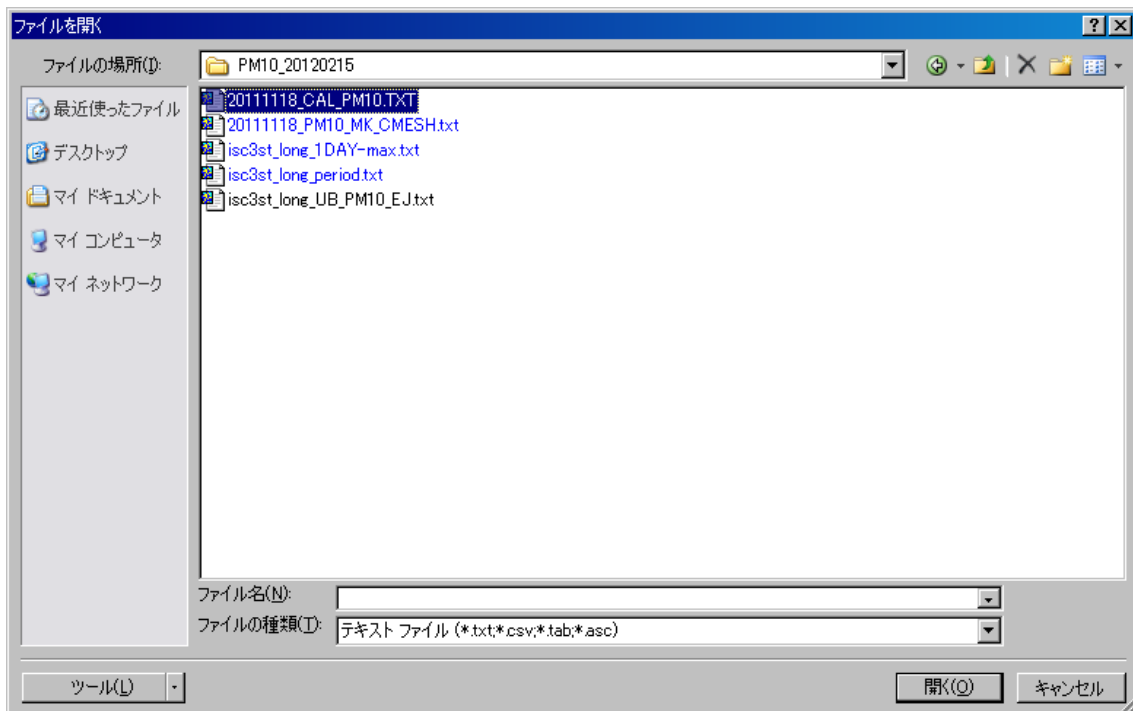 ファイルを開く
ファイルの場所(I):
PM10_20120215
最近使ったファイル
デスクトップ
マイ ドキュメント
マイ コンピュータ
マイ ネットワーク
20111118_CAL_PM10.TXT
20111118_PM10_MK_CMESH.txt
isc3st_long_1DAY-max.txt
isc3st_long_period.txt
isc3st_long_UB_PM10_EJ.txt
ファイル名(N):
ファイルの種類(T):
テキスト ファイル (*.txt;*.csv;*.tab;*.asc)
ツール(L)
開く(O)
キャンセル